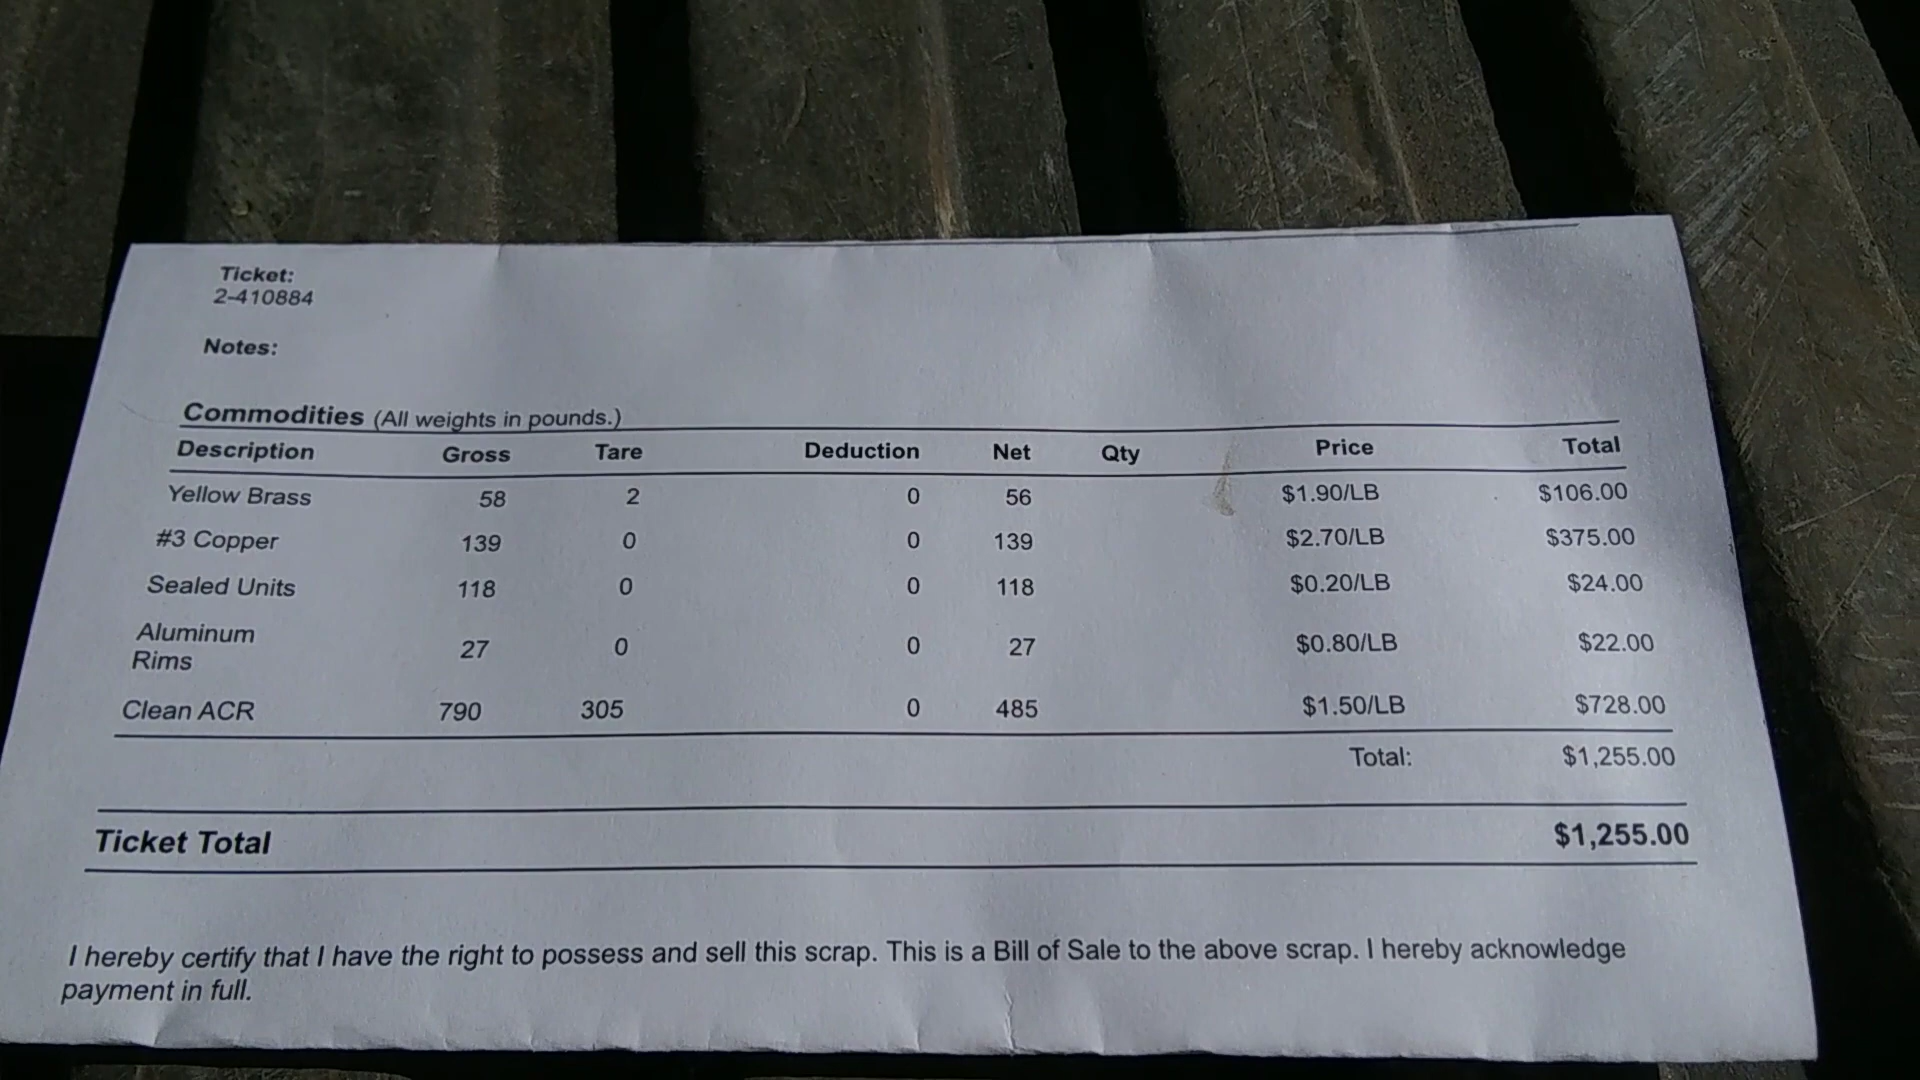 Ticket:
2-410884
Notes:
Commodities (All weights in pounds.)
Description Gross Tare Deduction Net Qty Price Total
Yellow Brass 58 2 0 56 $1.90/LB $106.00
#3 Copper 139 0 0 139 $2.70/LB $375.00
Sealed Units 118 0 0 118 $0.20/LB $24.00
Aluminum
Rims 27 0 0 27 $0.80/LB $22.00
Clean ACR 790 305 0 485 $1.50/LB $728.00
Total: $1,255.00
Ticket Total $1,255.00
I hereby certify that I have the right to possess and sell this scrap. This is a Bill of Sale to the above scrap. I hereby acknowledge
payment in full.